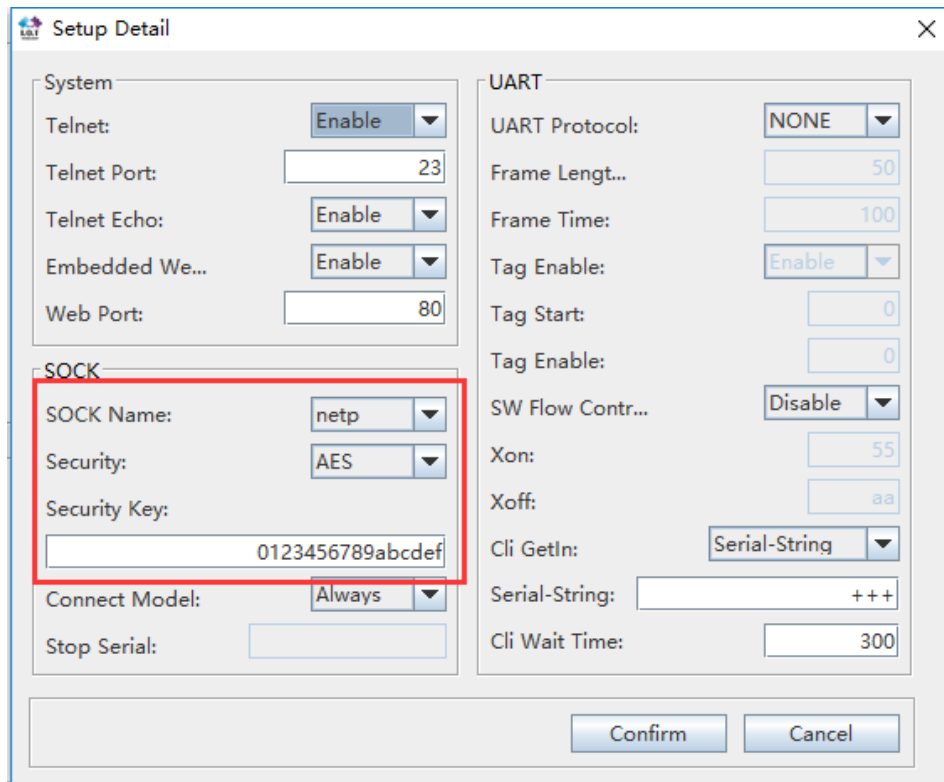 Setup Detail
System
Telnet: Enable
Telnet Port: 23
Telnet Echo: Enable
Embedded We... Enable
Web Port: 80
SOCK
SOCK Name: netp
Security: AES
Security Key:
0123456789abcdef
Connect Model: Always
Stop Serial:
UART
UART Protocol: NONE
Frame Lengt... 50
Frame Time: 100
Tag Enable: Enable
Tag Start: 0
Tag Enable: 0
SW Flow Contr... Disable
Xon: 55
Xoff: aa
Cli GetIn: Serial-String
Serial-String: +++
Cli Wait Time: 300
Confirm
Cancel